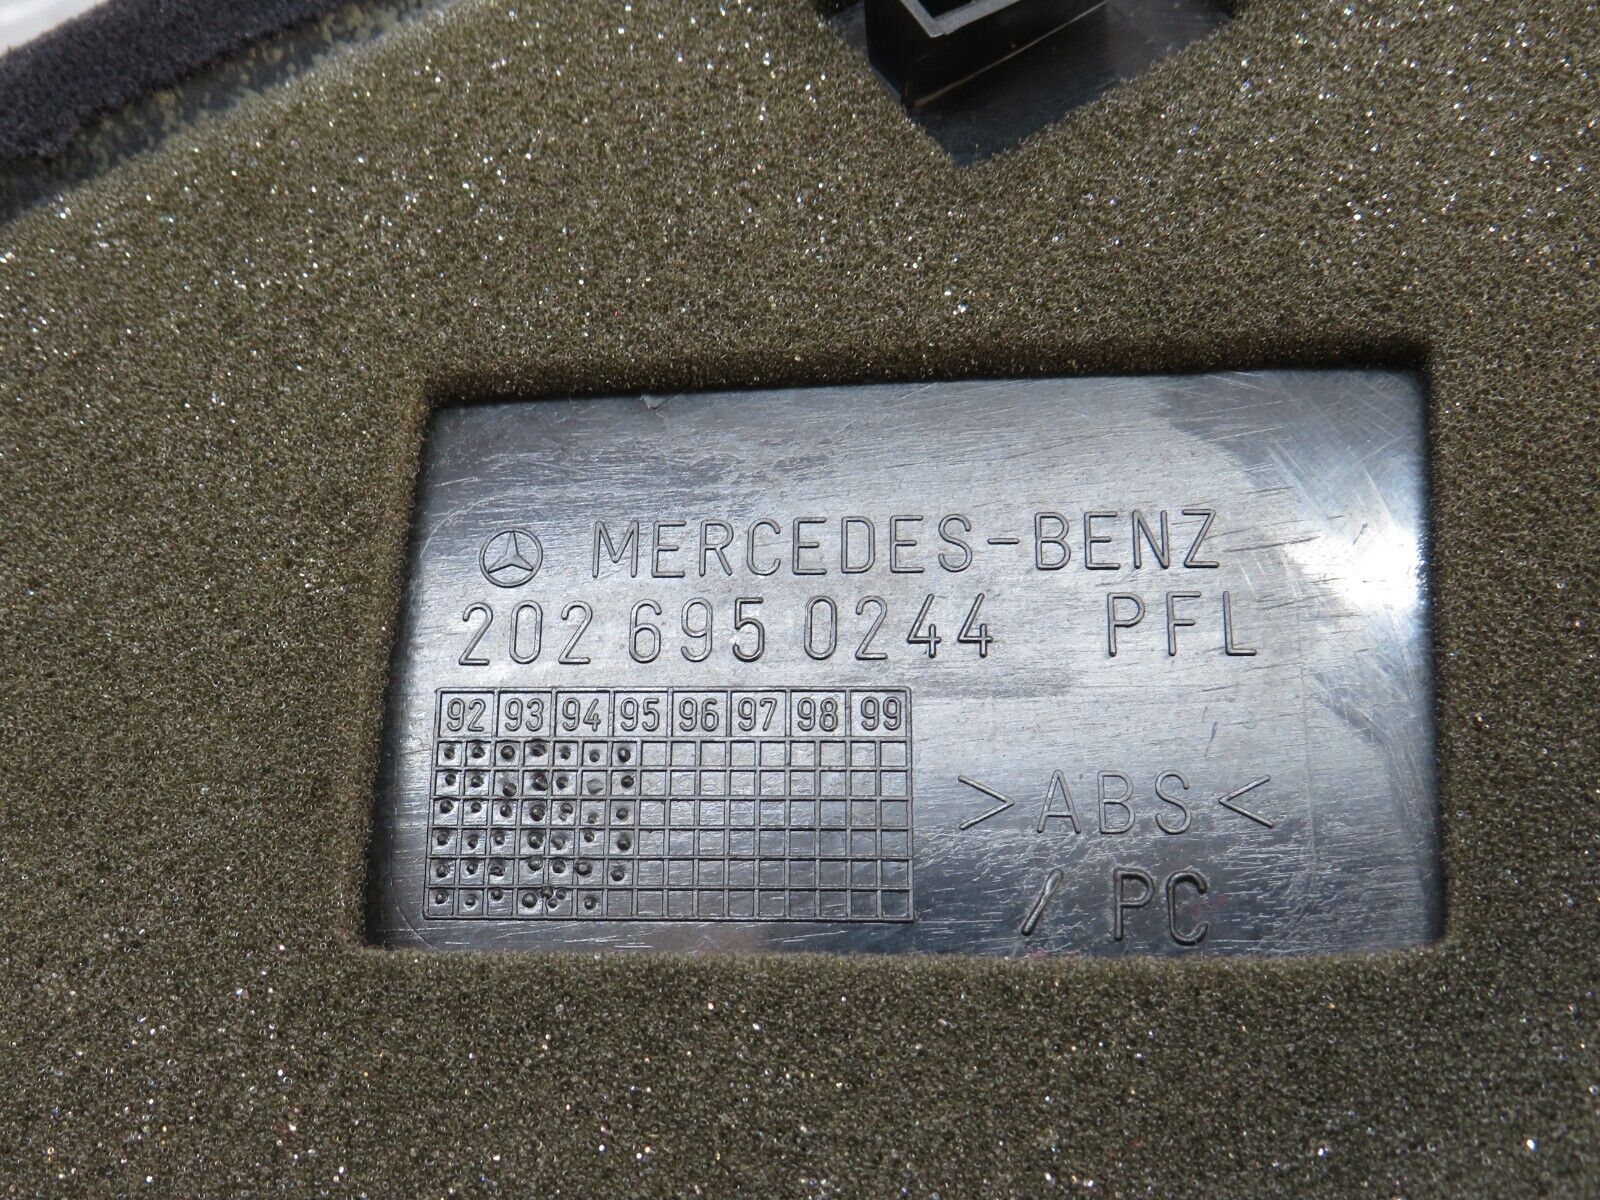 MERCEDES-BENZ
202 695 0244 PFL
92 93 94 95 96 97 98 99
>ABS<
/PC